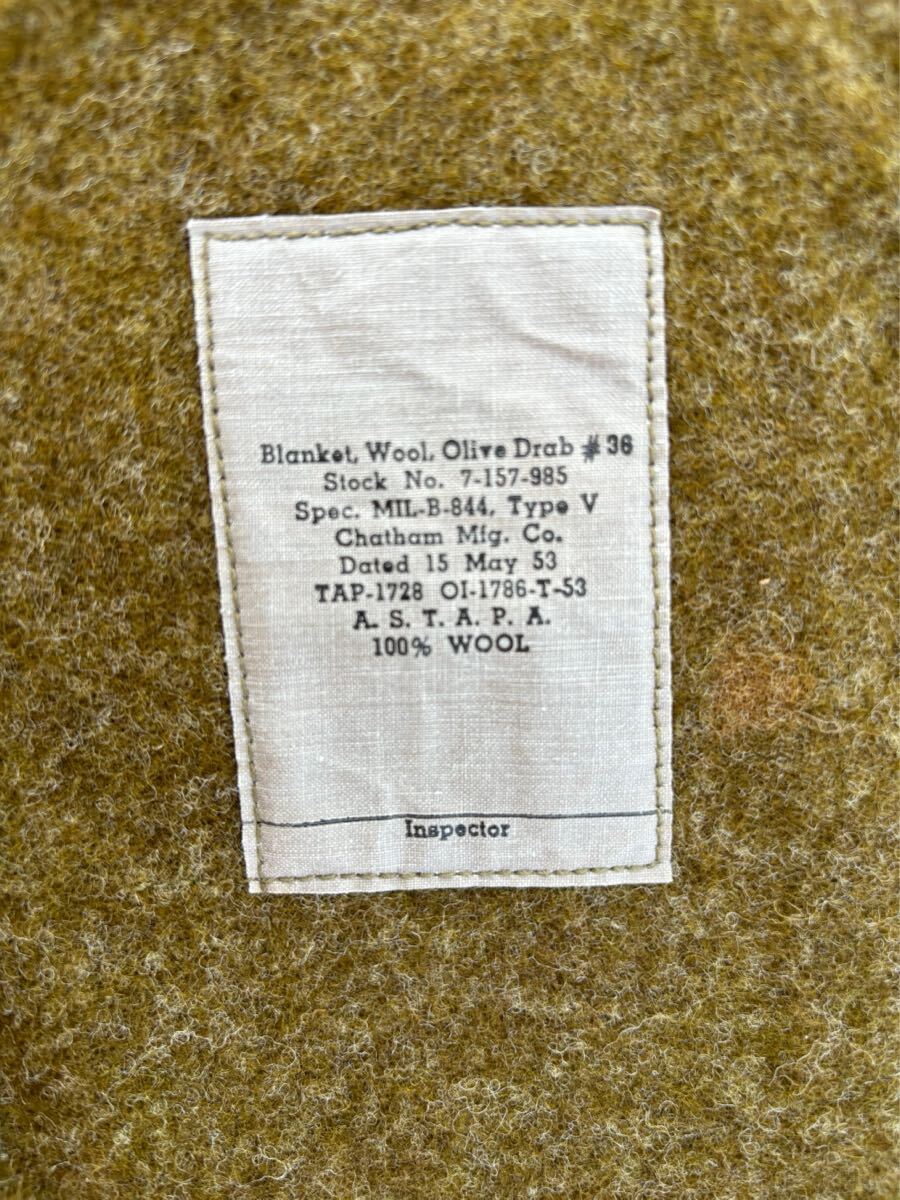 Blanket, Wool, Olive Drab #36
Stock No. 7-157-985
Spec. MIL-B-844, Type V
Chatham Mfg. Co.
Dated 15 May 53
TAP-1728 OI-1786-T-53
A. S. T. A. P. A.
100% WOOL
Inspector